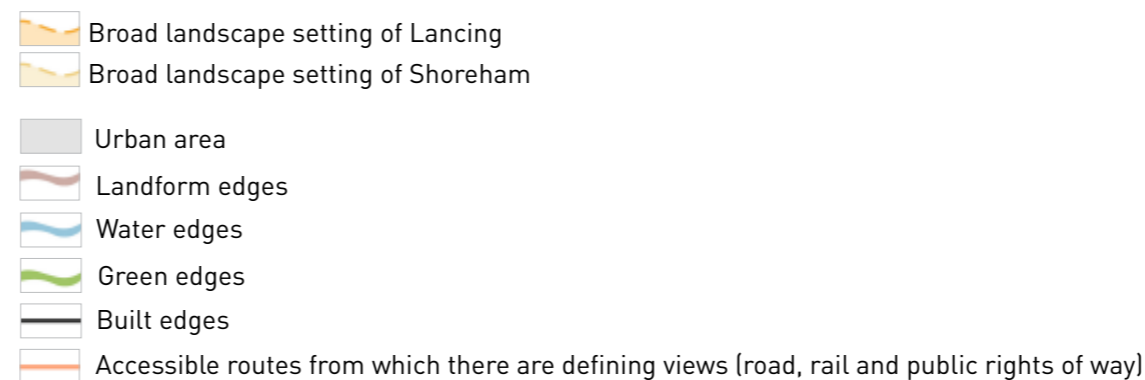 Broad landscape setting of Lancing
Broad landscape setting of Shoreham
Urban area
Landform edges
Water edges
Green edges
Built edges
Accessible routes from which there are defining views (road, rail and public rights of way)